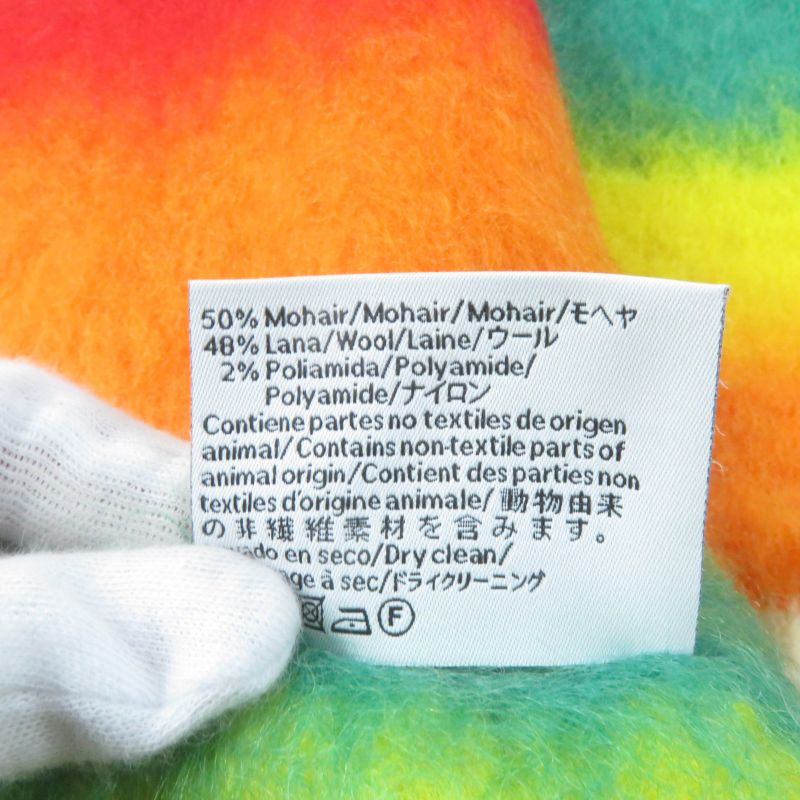 50% Mohair/Mohair/Mohair/モヘヤ
48% Lana/Wool/Laine/ウール
2% Poliamida/Polyamide/
Polyamide/ナイロン
Contiene partes no textiles de origen
animal/Contains non-textile parts of
animal origin/Contient des parties non
textiles d'origine animale/動物由来
の非繊維素材を含みます。
en seco/Dry clean/
à sec/ドライクリーニング
F